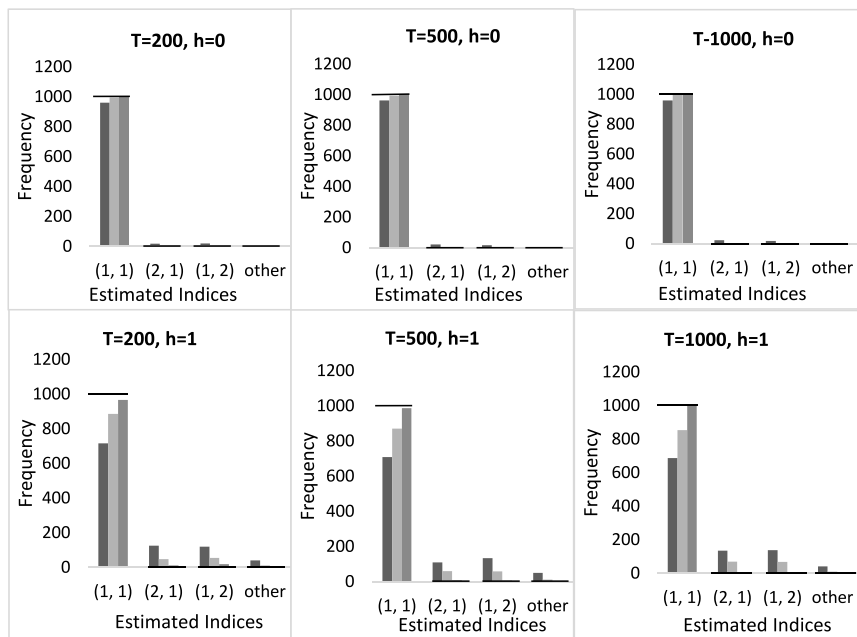 T=200, h=0
1200
1000
800
600
400
200
0
Frequency
(1, 1) (2, 1) (1, 2) other
Estimated Indices
T=500, h=0
1200
1000
800
600
400
200
0
Frequency
(1, 1) (2, 1) (1, 2) other
Estimated Indices
T-1000, h=0
1200
1000
800
600
400
200
0
Frequency
(1, 1) (2, 1) (1, 2) other
Estimated Indices
T=200, h=1
1200
1000
800
600
400
200
0
Frequency
(1, 1) (2, 1) (1, 2) other
Estimated Indices
T=500, h=1
1200
1000
800
600
400
200
0
Frequency
(1, 1) (2, 1) (1, 2) other
Estimated Indices
T=1000, h=1
1200
1000
800
600
400
200
0
Frequency
(1, 1) (2, 1) (1, 2) other
Estimated Indices